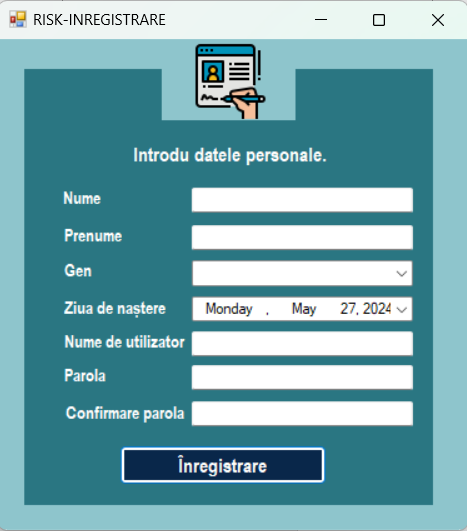 RISK-INREGISTRARE
Introdu datele personale.
Nume
Prenume
Gen
Ziua de naștere Monday , May 27, 2024
Nume de utilizator
Parola
Confirmare parola
Înregistrare